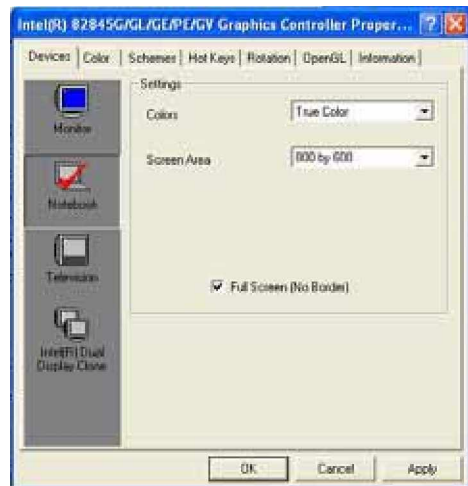 Intel(R) 82845G/GL/GE/PE/GV Graphics Controller Proper...
Devices Color Schemes Hot Keys Rotation OpenGL Information
Settings
Monitor
Colors True Color
Screen Area 800 by 600
Notebook
Television
Full Screen (No Border)
Intel(R) Dual
Display Clone
OK Cancel Apply